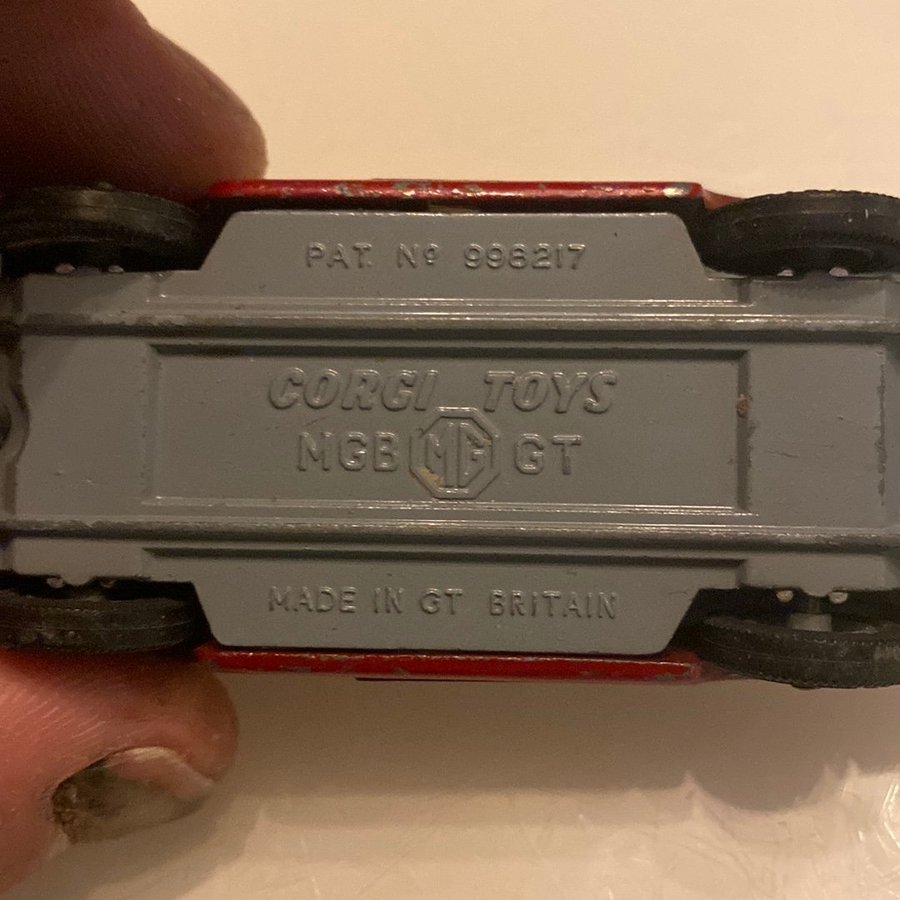 PAT. Nº 996217
CORGI TOYS
MGB MG GT
MADE IN GT BRITAIN